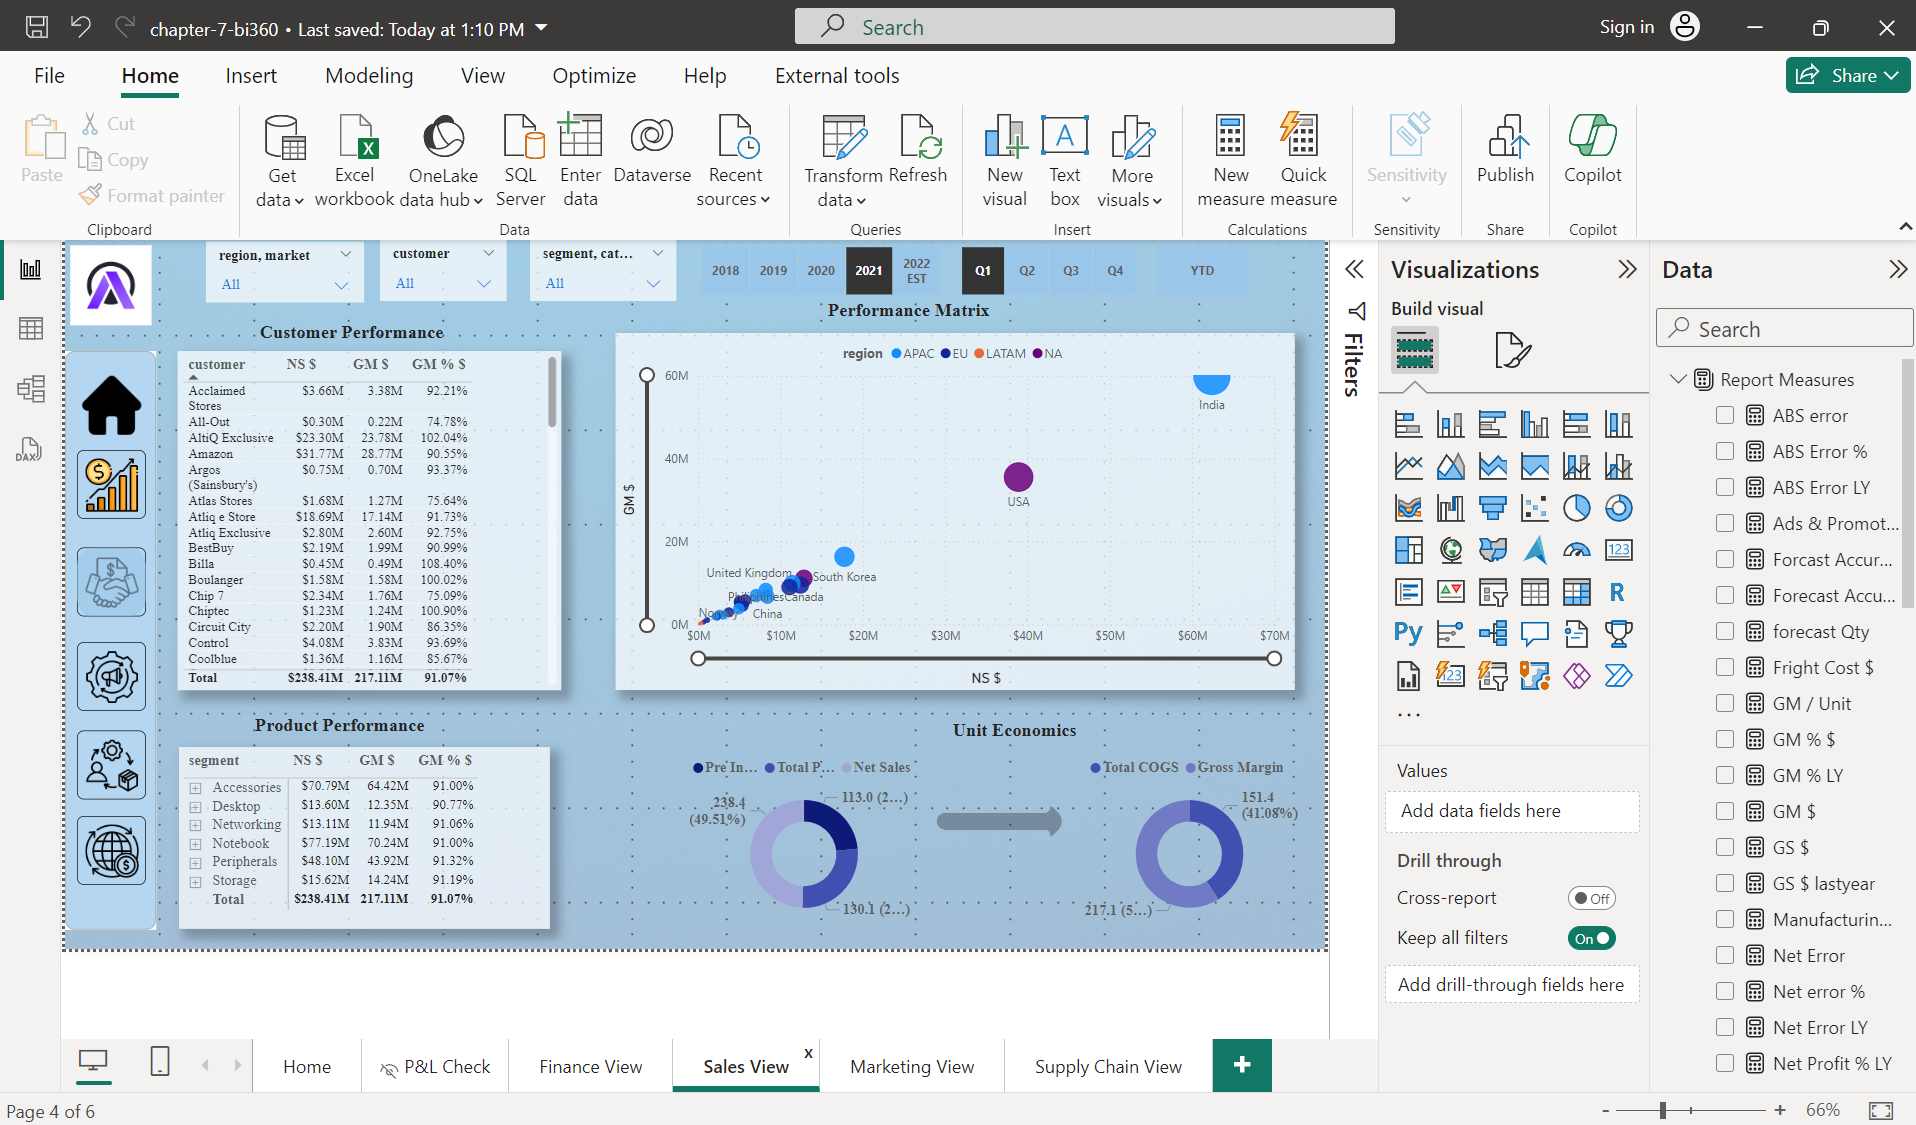 chapter-7-bi360 • Last saved: Today at 1:10 PM
Search
Sign in
File
Home
Insert
Modeling
View
Optimize
Help
External tools
Share
Paste
Cut
Copy
Format painter
Clipboard
Get data
Excel workbook
OneLake data hub
SQL Server
Enter data
Dataverse
Recent sources
Data
Transform data
Refresh
Queries
New visual
Text box
More visuals
Insert
New measure
Quick measure
Calculations
Sensitivity
Sensitivity
Publish
Share
Copilot
Copilot
region, market
All
customer
All
segment, cat...
All
2018
2019
2020
2021
2022 EST
Q1
Q2
Q3
Q4
YTD
Customer Performance
customer NS $ GM $ GM % $
Acclaimed Stores $3.66M 3.38M 92.21%
All-Out $0.30M 0.22M 74.78%
AltiQ Exclusive $23.30M 23.78M 102.04%
Amazon $31.77M 28.77M 90.55%
Argos (Sainsbury's) $0.75M 0.70M 93.37%
Atlas Stores $1.68M 1.27M 75.64%
Atliq e Store $18.69M 17.14M 91.73%
Atliq Exclusive $2.80M 2.60M 92.75%
BestBuy $2.19M 1.99M 90.99%
Billa $0.45M 0.49M 108.40%
Boulanger $1.58M 1.58M 100.02%
Chip 7 $2.34M 1.76M 75.09%
Chiptec $1.23M 1.24M 100.90%
Circuit City $2.20M 1.90M 86.35%
Control $4.08M 3.83M 93.69%
Coolblue $1.36M 1.16M 85.67%
Total $238.41M 217.11M 91.07%
Performance Matrix
region APAC EU LATAM NA
60M
40M
20M
0M
GM $
India
USA
United Kingdom
South Korea
Philippines
Canada
Norway
China
$0M $10M $20M $30M $40M $50M $60M $70M
NS $
Product Performance
segment NS $ GM $ GM % $
Accessories $70.79M 64.42M 91.00%
Desktop $13.60M 12.35M 90.77%
Networking $13.11M 11.94M 91.06%
Notebook $77.19M 70.24M 91.00%
Peripherals $48.10M 43.92M 91.32%
Storage $15.62M 14.24M 91.19%
Total $238.41M 217.11M 91.07%
Unit Economics
Pre In... Total P... Net Sales
238.4 (49.51%)
113.0 (2...)
130.1 (2...)
Total COGS Gross Margin
151.4 (41.08%)
217.1 (5...)
Filters
Visualizations
Build visual
123
R
Py
123
...
Values
Add data fields here
Drill through
Cross-report
Off
Keep all filters
On
Add drill-through fields here
Data
Search
Report Measures
ABS error
ABS Error %
ABS Error LY
Ads & Promot...
Forcast Accur...
Forecast Accu...
forecast Qty
Fright Cost $
GM / Unit
GM % $
GM % LY
GM $
GS $
GS $ lastyear
Manufacturin...
Net Error
Net error %
Net Error LY
Net Profit % LY
DAX
Home
P&L Check
Finance View
Sales View
x
Marketing View
Supply Chain View
+
Page 4 of 6
- + 66%